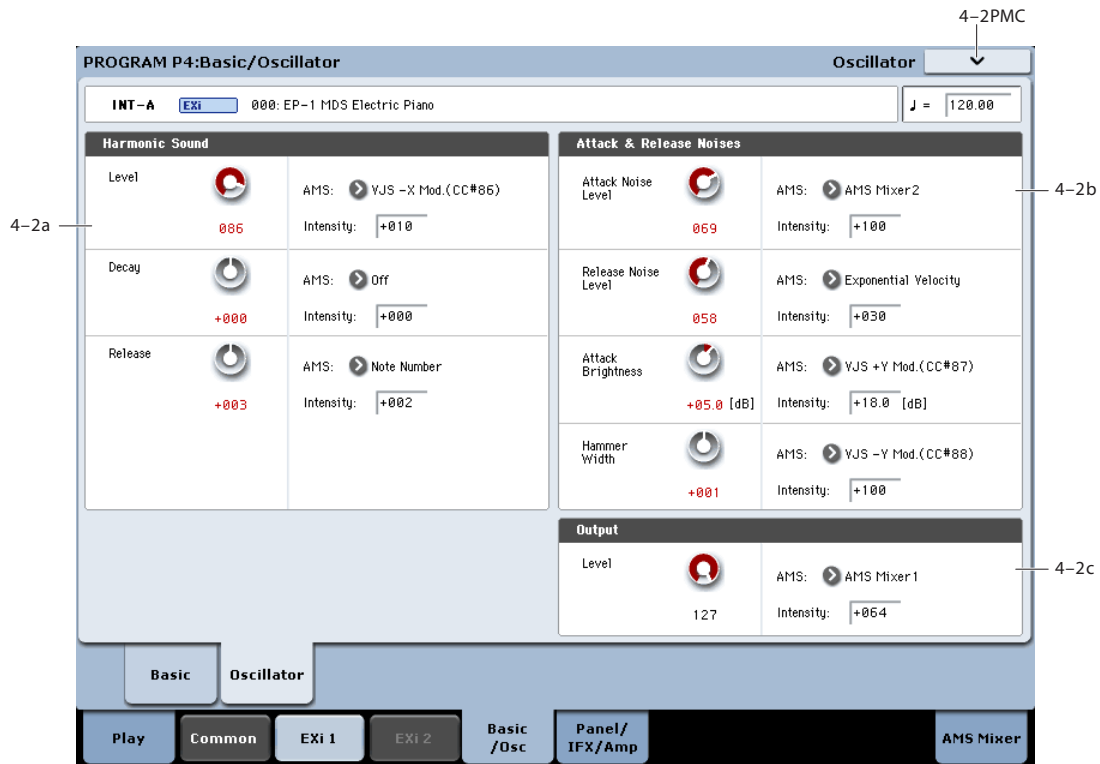 4–2PMC
PROGRAM P4:Basic/Oscillator
Oscillator
INT-A EXi 000: EP-1 MDS Electric Piano
♩ = 120.00
Harmonic Sound
4–2a
Level
086
AMS: VJS -X Mod.(CC#86)
Intensity: +010
Decay
+000
AMS: Off
Intensity: +000
Release
+003
AMS: Note Number
Intensity: +002
Attack & Release Noises
4–2b
Attack Noise
Level
069
AMS: AMS Mixer2
Intensity: +100
Release Noise
Level
058
AMS: Exponential Velocity
Intensity: +030
Attack
Brightness
+05.0 [dB]
AMS: VJS +Y Mod.(CC#87)
Intensity: +18.0 [dB]
Hammer
Width
+001
AMS: VJS -Y Mod.(CC#88)
Intensity: +100
Output
4–2c
Level
127
AMS: AMS Mixer1
Intensity: +064
Basic
Oscillator
Play
Common
EXi 1
EXi 2
Basic
/Osc
Panel/
IFX/Amp
AMS Mixer